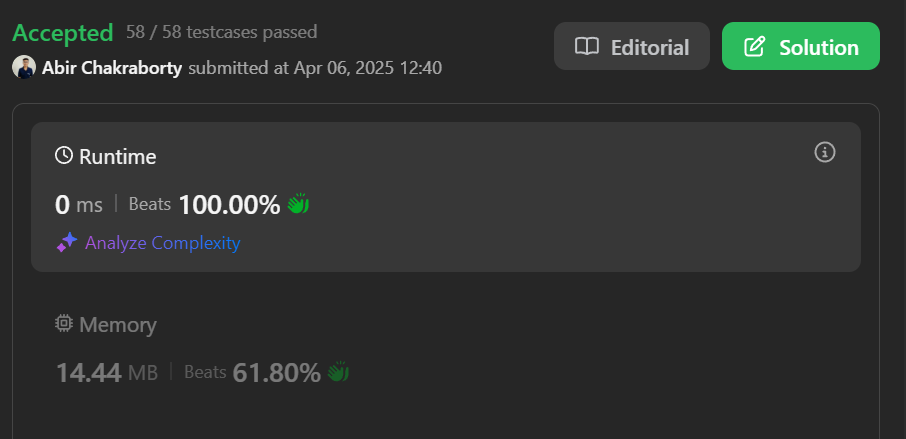 Accepted 58 / 58 testcases passed
Abir Chakraborty submitted at Apr 06, 2025 12:40
Editorial
Solution
Runtime
0 ms | Beats 100.00%
Analyze Complexity
Memory
14.44 MB | Beats 61.80%